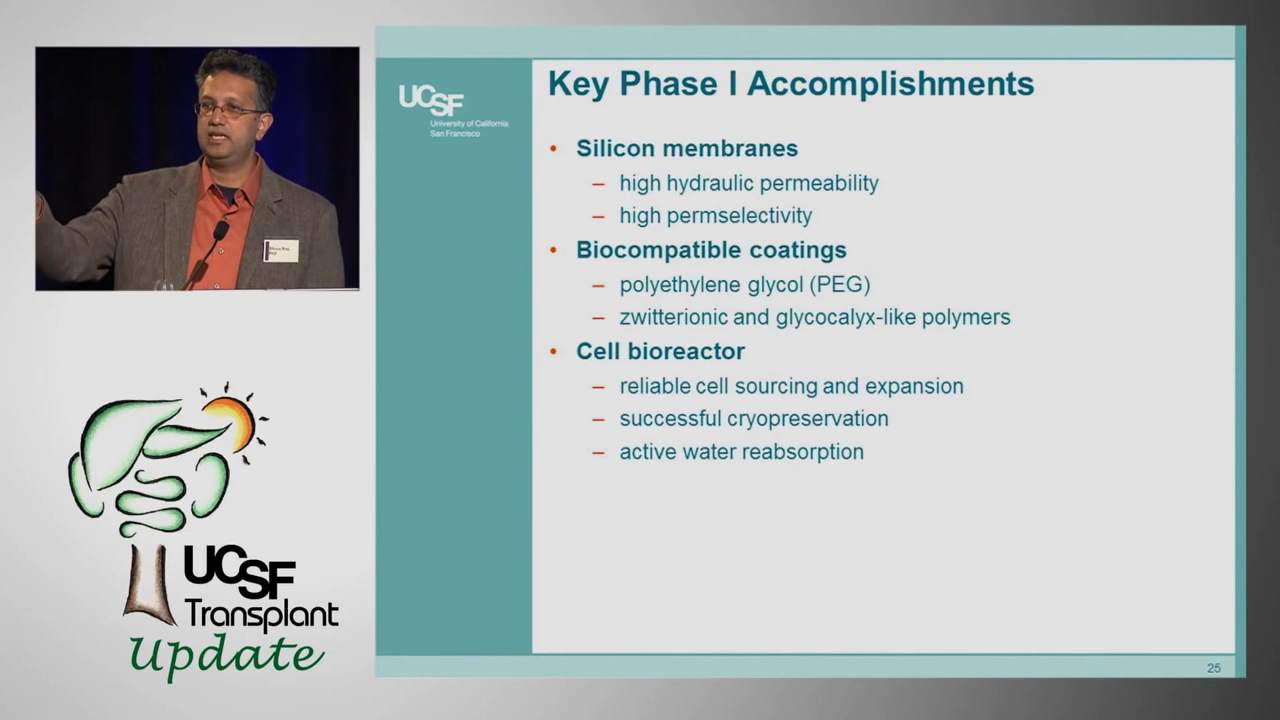 UCSF
University of California
San Francisco
Key Phase I Accomplishments
• Silicon membranes
– high hydraulic permeability
– high permselectivity
• Biocompatible coatings
– polyethylene glycol (PEG)
– zwitterionic and glycocalyx-like polymers
• Cell bioreactor
– reliable cell sourcing and expansion
– successful cryopreservation
– active water reabsorption
25
UCSF
Transplant
Update